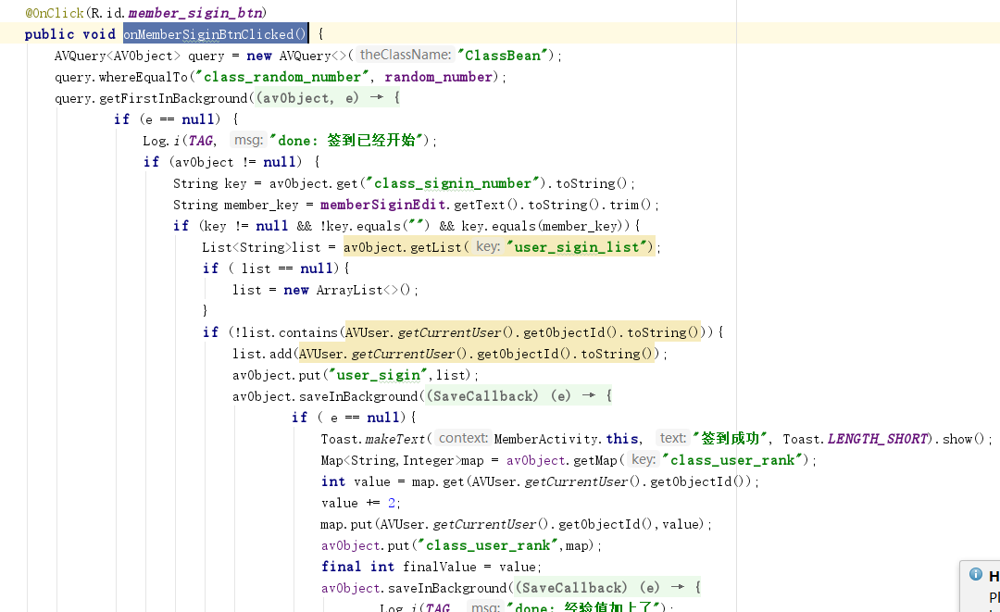 @OnClick(R.id.member_sigin_btn)
public void onMemberSiginBtnClicked() {
AVQuery<AVObject> query = new AVQuery<>( theClassName: "ClassBean");
query.whereEqualTo("class_random_number", random_number);
query.getFirstInBackground((avObject, e) → {
if (e == null) {
Log.i(TAG, msg: "done: 签到已经开始");
if (avObject != null) {
String key = avObject.get("class_signin_number").toString();
String member_key = memberSiginEdit.getText().toString().trim();
if (key != null && !key.equals("") && key.equals(member_key)){
List<String>list = avObject.getList( key: "user_sigin_list");
if ( list == null){
list = new ArrayList<>();
}
if (!list.contains(AVUser.getCurrentUser().getObjectId().toString())){
list.add(AVUser.getCurrentUser().getObjectId().toString());
avObject.put("user_sigin",list);
avObject.saveInBackground((SaveCallback) (e) → {
if ( e == null){
Toast.makeText( context: MemberActivity.this, text: "签到成功", Toast.LENGTH_SHORT).show();
Map<String,Integer>map = avObject.getMap( key: "class_user_rank");
int value = map.get(AVUser.getCurrentUser().getObjectId());
value += 2;
map.put(AVUser.getCurrentUser().getObjectId(),value);
avObject.put("class_user_rank",map);
final int finalValue = value;
avObject.saveInBackground((SaveCallback) (e) → {
Log.i(TAG, msg: "done: 经验值加上了");
H
Pl